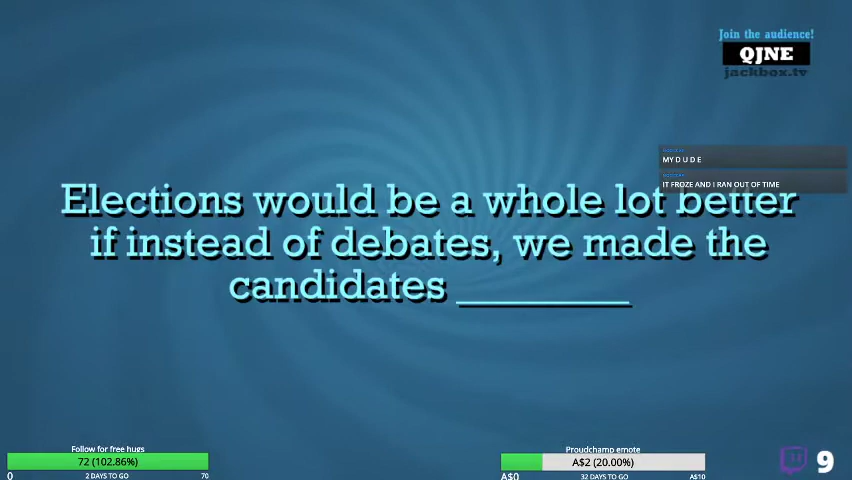 Join the audience!
QJNE
jackbox.tv
MY D U D E
IT FROZE AND I RAN OUT OF TIME
Elections would be a whole lot better
if instead of debates, we made the
candidates ________
Follow for free hugs
72 (102.86%)
0 2 DAYS TO GO 70
Proudchamp emote
A$2 (20.00%)
A$0 32 DAYS TO GO A$10
9